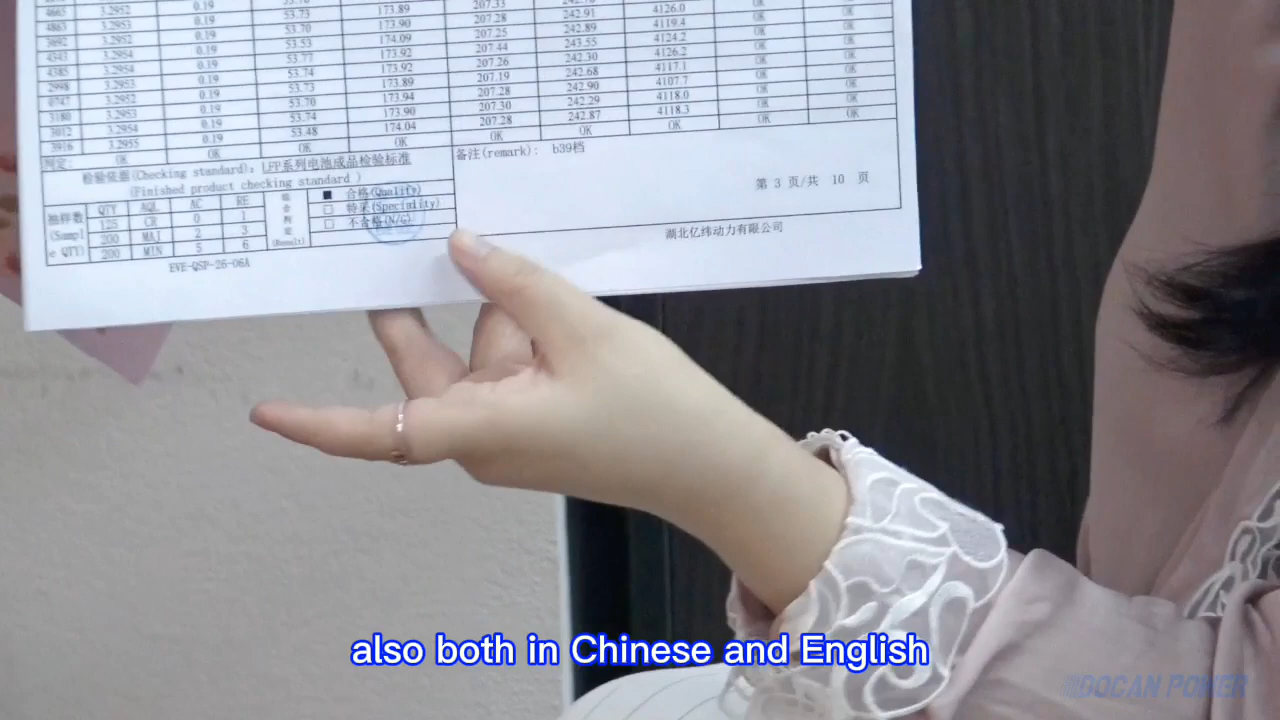 4665 3.2952 0.19 173.89 207.33
4867 3.2953 0.19 53.73 173.89 207.28 242.91 4126.0 OK
3692 3.2952 0.19 53.70 174.09 207.25 242.89 4119.4 OK
4343 3.2954 0.19 53.53 173.92 207.44 243.55 4124.2 OK
4385 3.2954 0.19 53.77 173.92 207.26 242.30 4126.2 OK OK
2998 3.2953 0.19 53.74 173.89 207.19 242.68 4117.1 OK OK
0747 3.2952 0.19 53.73 173.94 207.28 242.90 4107.7 OK OK
3180 3.2953 0.19 53.70 173.90 207.30 242.29 4118.0 OK OK
3012 3.2954 0.19 53.74 174.04 207.28 242.87 4118.3 OK OK
3916 3.2955 0.19 53.48
判定: OK OK OK OK OK OK OK OK OK
检验依据(Checking standard): LFP系列电池成品检验标准
(Finished product checking standard )
备注(remark): b39档
第 3 页/共 10 页
抽样数(Sample QTY)
QTY AQL AC RE
125 CR 0 1
200 MAJ 2 3
200 MIN 5 6
综合判定(Result)
■ 合格(Qualify)
□ 特采(Speciality)
□ 不合格(N/G)
EVE-QSP-26-06A
湖北亿纬动力有限公司
also both in Chinese and English
DOCAN POWER